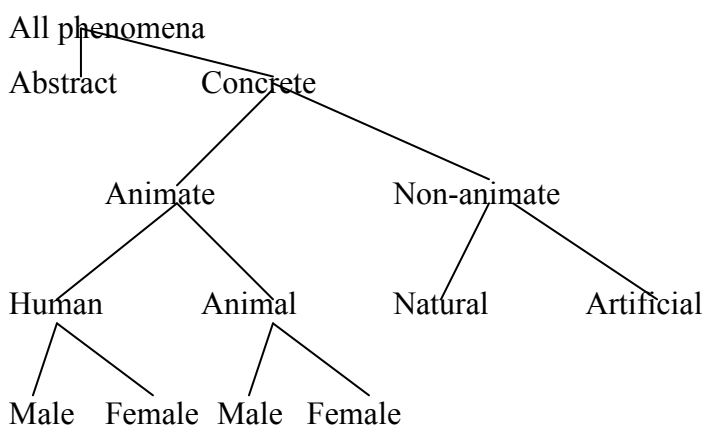 All phenomena
Abstract Concrete
Animate Non-animate
Human Animal Natural Artificial
Male Female Male Female